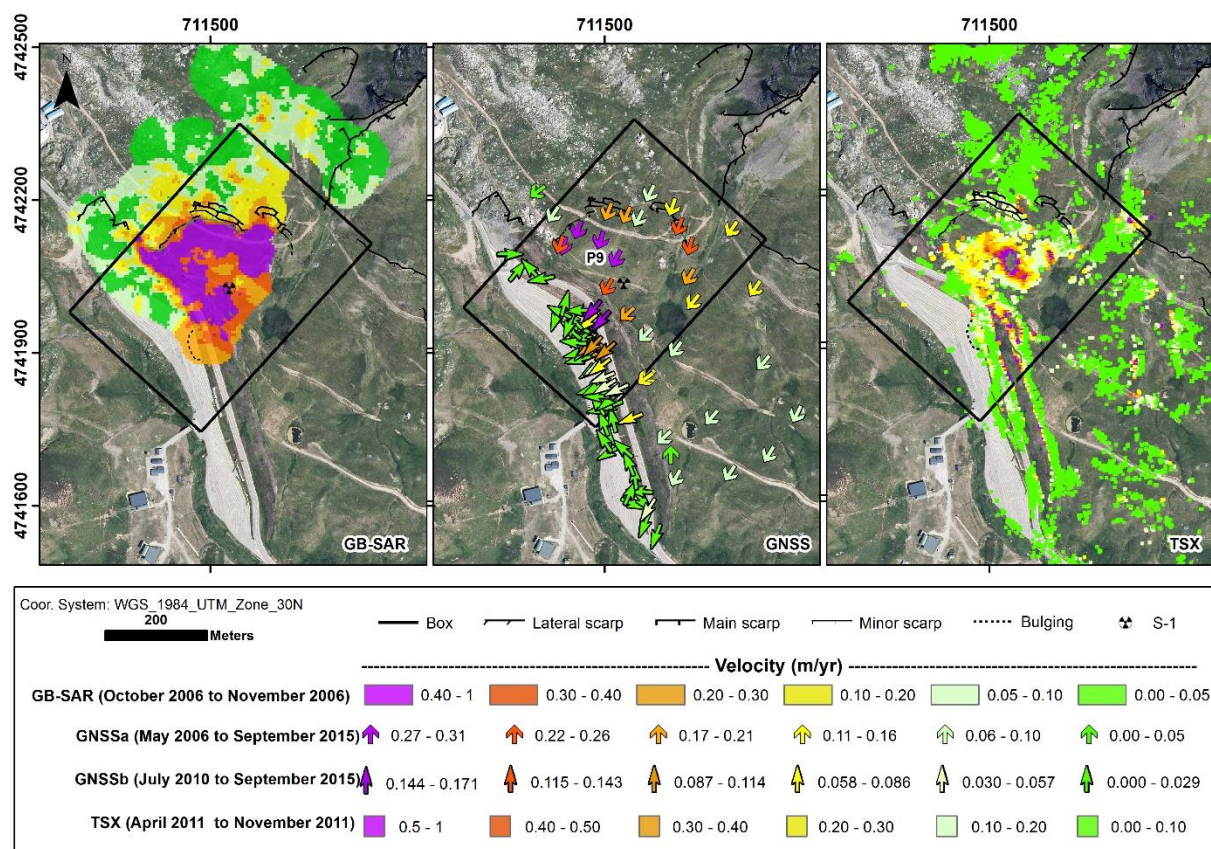 711500 711500 711500
4742500
4742200
4741900
4741600
N
P9
GB-SAR GNSS TSX
Coor. System: WGS_1984_UTM_Zone_30N
200
Meters
Box Lateral scarp Main scarp Minor scarp Bulging S-1
Velocity (m/yr)
GB-SAR (October 2006 to November 2006) 0.40 - 1 0.30 - 0.40 0.20 - 0.30 0.10 - 0.20 0.05 - 0.10 0.00 - 0.05
GNSSa (May 2006 to September 2015) 0.27 - 0.31 0.22 - 0.26 0.17 - 0.21 0.11 - 0.16 0.06 - 0.10 0.00 - 0.05
GNSSb (July 2010 to September 2015) 0.144 - 0.171 0.115 - 0.143 0.087 - 0.114 0.058 - 0.086 0.030 - 0.057 0.000 - 0.029
TSX (April 2011 to November 2011) 0.5 - 1 0.40 - 0.50 0.30 - 0.40 0.20 - 0.30 0.10 - 0.20 0.00 - 0.10